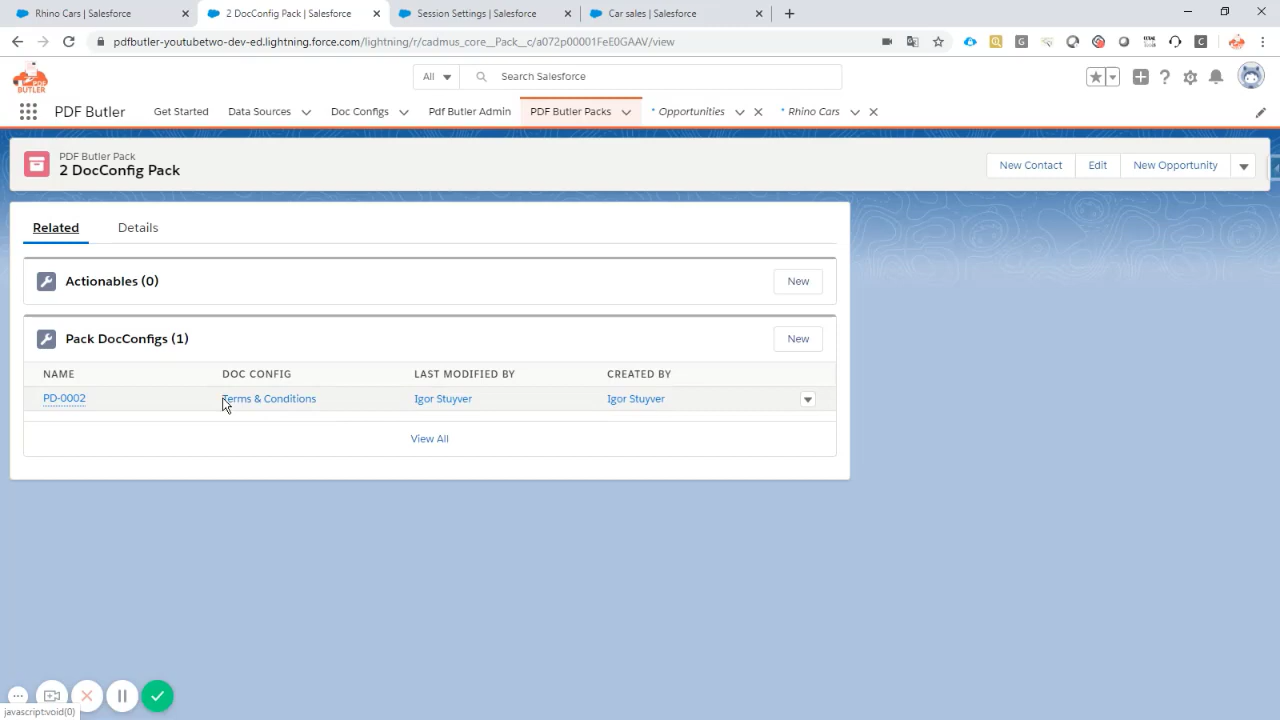 Rhino Cars | Salesforce
2 DocConfig Pack | Salesforce
Session Settings | Salesforce
Car sales | Salesforce
pdfbutler-youtubetwo-dev-ed.lightning.force.com/lightning/r/cadmus_core__Pack__c/a072p00001FeE0GAAV/view
PDF
BUTLER
All
Search Salesforce
PDF Butler
Get Started
Data Sources
Doc Configs
Pdf Butler Admin
PDF Butler Packs
* Opportunities
* Rhino Cars
PDF Butler Pack
2 DocConfig Pack
New Contact
Edit
New Opportunity
Related
Details
Actionables (0)
New
Pack DocConfigs (1)
New
NAME
DOC CONFIG
LAST MODIFIED BY
CREATED BY
PD-0002
Terms & Conditions
Igor Stuyver
Igor Stuyver
View All
javascript:void(0)